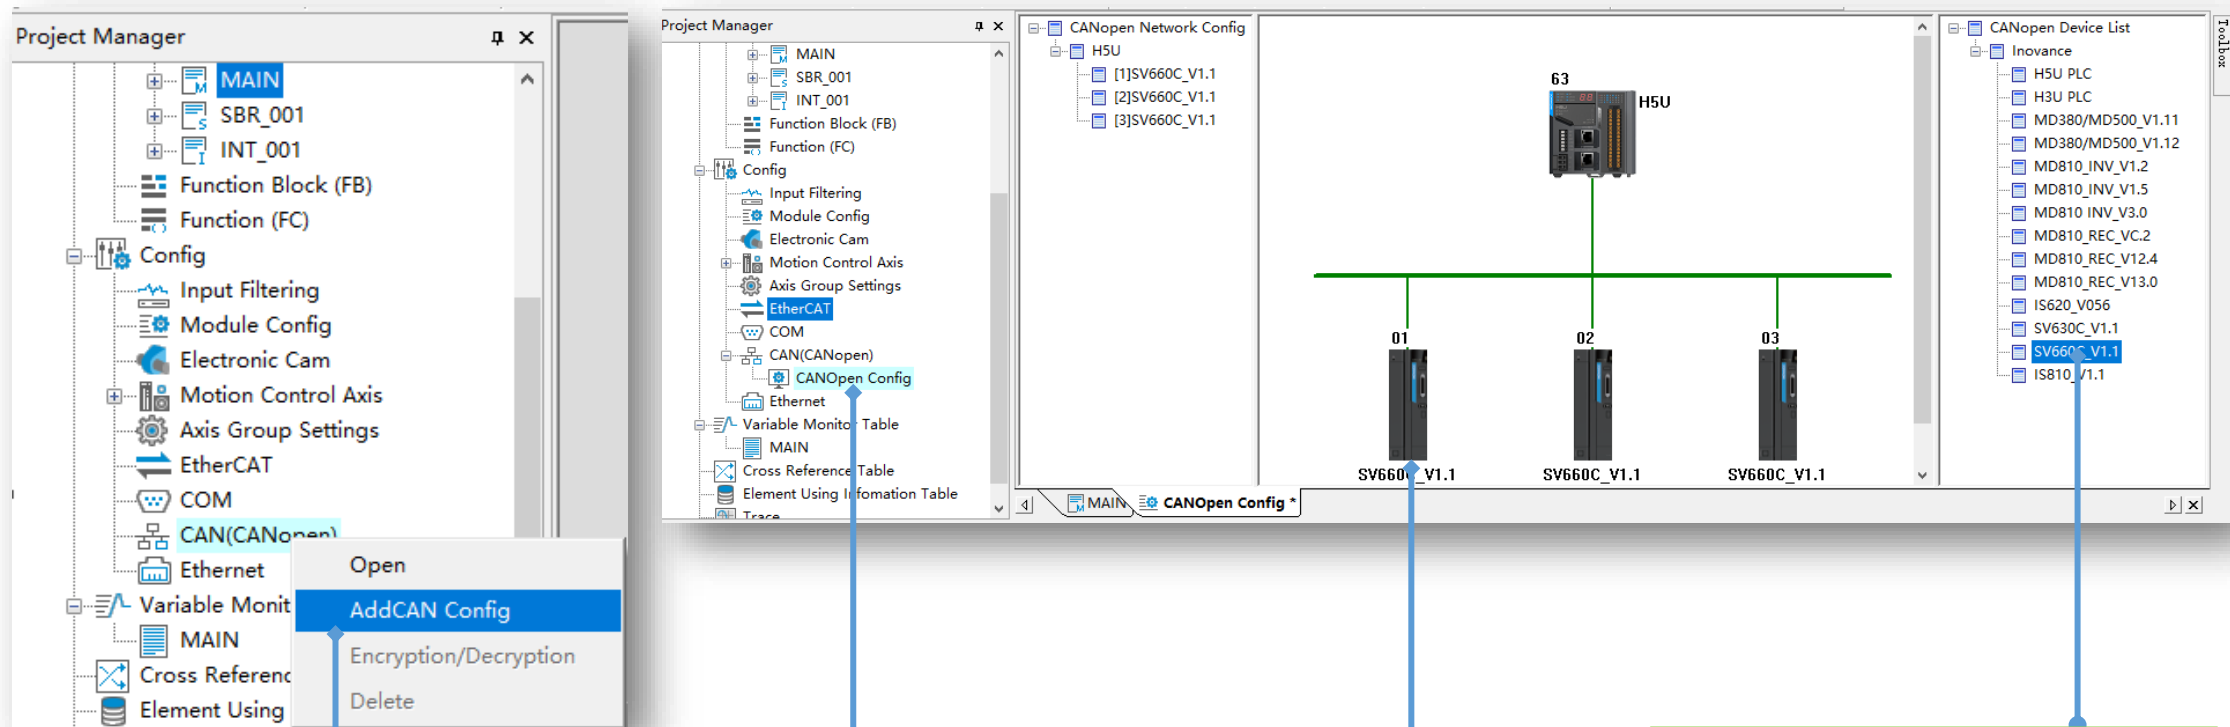 Project Manager
MAIN
SBR_001
INT_001
Function Block (FB)
Function (FC)
Config
Input Filtering
Module Config
Electronic Cam
Motion Control Axis
Axis Group Settings
EtherCAT
COM
CAN(CANopen)
Ethernet
Variable Monit
MAIN
Cross Referenc
Element Using
Open
AddCAN Config
Encryption/Decryption
Delete
Project Manager
MAIN
SBR_001
INT_001
Function Block (FB)
Function (FC)
Config
Input Filtering
Module Config
Electronic Cam
Motion Control Axis
Axis Group Settings
EtherCAT
COM
CAN(CANopen)
CANOpen Config
Ethernet
Variable Monitor Table
MAIN
Cross Reference Table
Element Using Infomation Table
Trace
CANopen Network Config
H5U
[1]SV660C_V1.1
[2]SV660C_V1.1
[3]SV660C_V1.1
63
H5U
01
02
03
SV660C_V1.1
SV660C_V1.1
SV660C_V1.1
MAIN
CANOpen Config *
CANopen Device List
Inovance
H5U PLC
H3U PLC
MD380/MD500_V1.11
MD380/MD500_V1.12
MD810_INV_V1.2
MD810_INV_V1.5
MD810 INV_V3.0
MD810_REC_VC.2
MD810_REC_V12.4
MD810_REC_V13.0
IS620_V056
SV630C_V1.1
SV660C_V1.1
IS810_V1.1
Toolbox